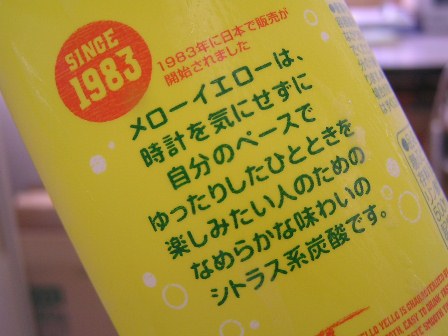 SINCE
1983
1983年に日本で販売が
開始されました
メローイエローは、
時計を気にせずに
自分のペースで
ゆったりしたひとときを
楽しみたい人のための
なめらかな味わいの
シトラス系炭酸です。